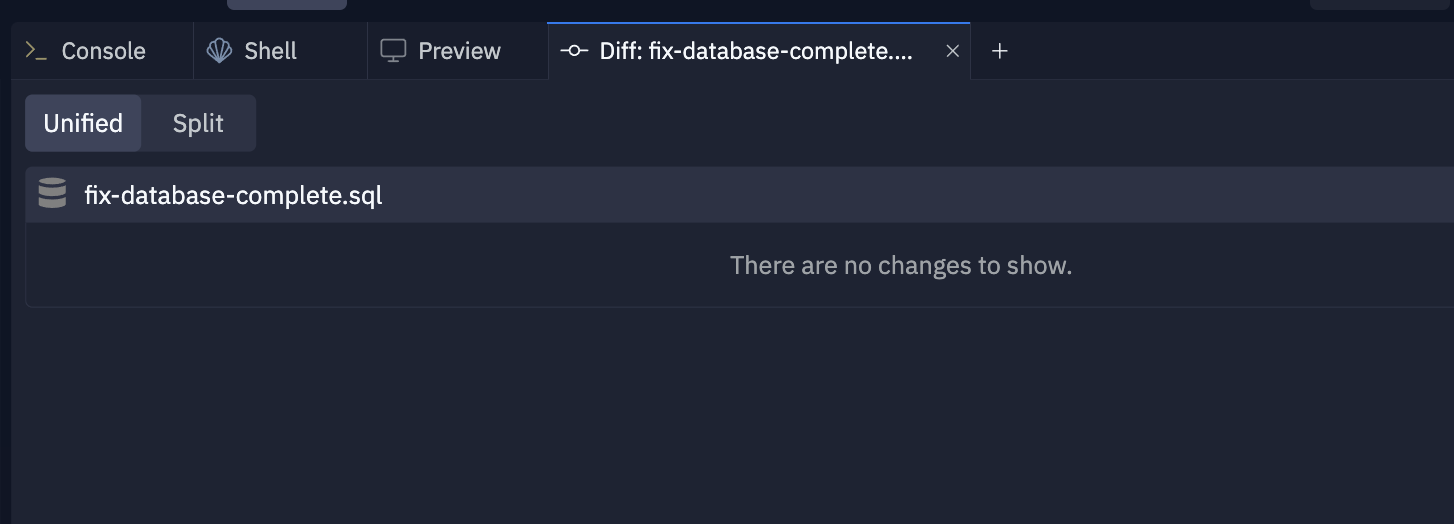 Console
Shell
Preview
Diff: fix-database-complete....
Unified
Split
fix-database-complete.sql
There are no changes to show.